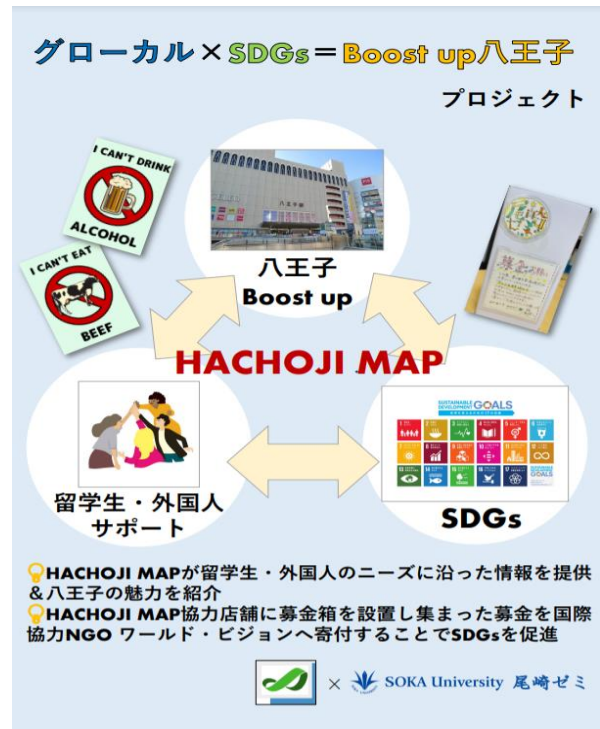 グローカル×SDGs＝Boost up八王子
プロジェクト
I CAN'T DRINK
ALCOHOL
I CAN'T EAT
BEEF
八王子
Boost up
HACHOJI MAP
留学生・外国人
サポート
SUSTAINABLE
DEVELOPMENT GOALS
SDGs
HACHOJI MAPが留学生・外国人のニーズに沿った情報を提供
＆八王子の魅力を紹介
HACHOJI MAP協力店舗に募金箱を設置し集まった募金を国際
協力NGO ワールド・ビジョンへ寄付することでSDGsを促進
× SOKA University 尾崎ゼミ